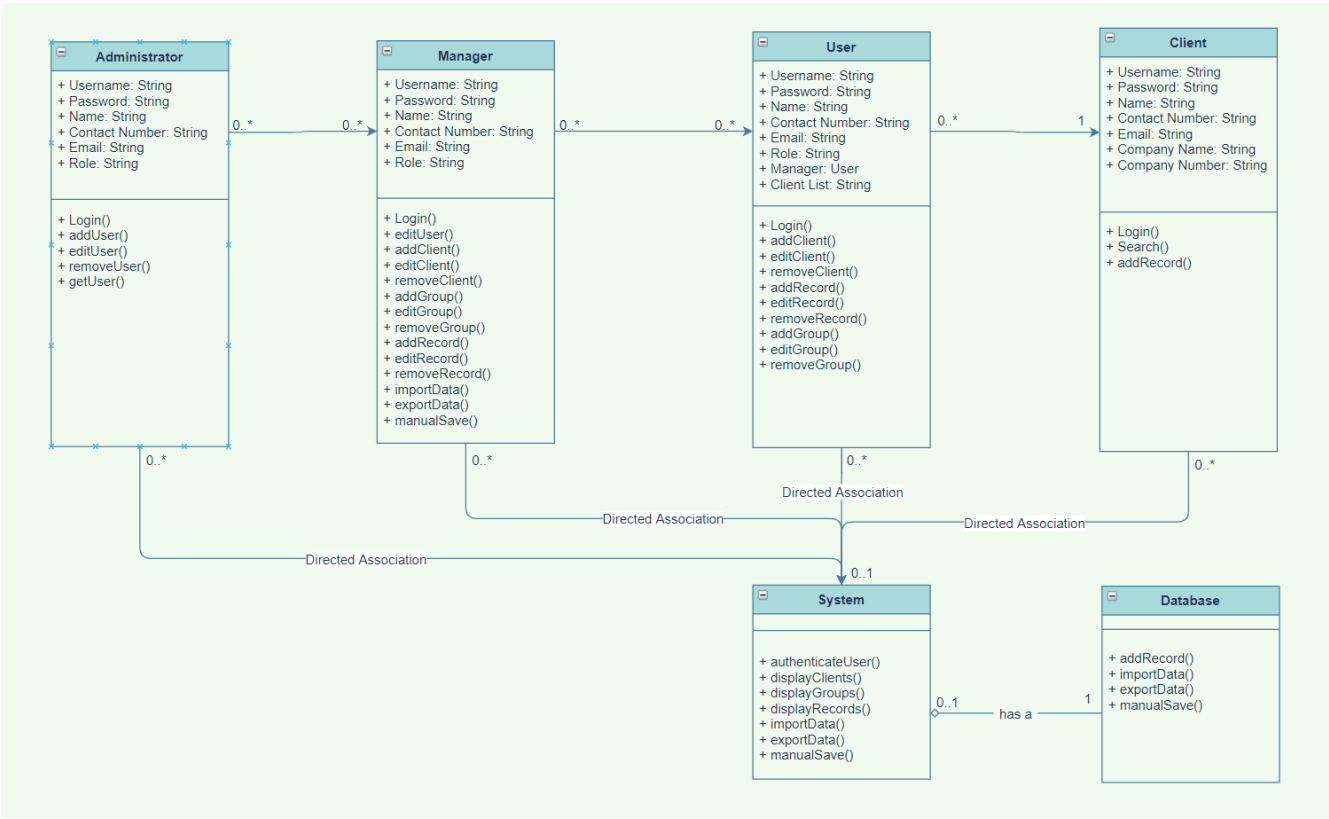 Administrator
+ Username: String
+ Password: String
+ Name: String
+ Contact Number: String
+ Email: String
+ Role: String
+ Login()
+ addUser()
+ editUser()
+ removeUser()
+ getUser()
0..*
0..*
Manager
+ Username: String
+ Password: String
+ Name: String
+ Contact Number: String
+ Email: String
+ Role: String
+ Login()
+ editUser()
+ addClient()
+ editClient()
+ removeClient()
+ addGroup()
+ editGroup()
+ removeGroup()
+ addRecord()
+ editRecord()
+ removeRecord()
+ importData()
+ exportData()
+ manualSave()
0..*
0..*
User
+ Username: String
+ Password: String
+ Name: String
+ Contact Number: String
+ Email: String
+ Role: String
+ Manager: User
+ Client List: String
+ Login()
+ addClient()
+ editClient()
+ removeClient()
+ addRecord()
+ editRecord()
+ removeRecord()
+ addGroup()
+ editGroup()
+ removeGroup()
0..*
1
Client
+ Username: String
+ Password: String
+ Name: String
+ Contact Number: String
+ Email: String
+ Company Name: String
+ Company Number: String
+ Login()
+ Search()
+ addRecord()
0..*
0..*
0..*
0..*
Directed Association
Directed Association
Directed Association
Directed Association
0..1
System
+ authenticateUser()
+ displayClients()
+ displayGroups()
+ displayRecords()
+ importData()
+ exportData()
+ manualSave()
0..1
has a
1
Database
+ addRecord()
+ importData()
+ exportData()
+ manualSave()